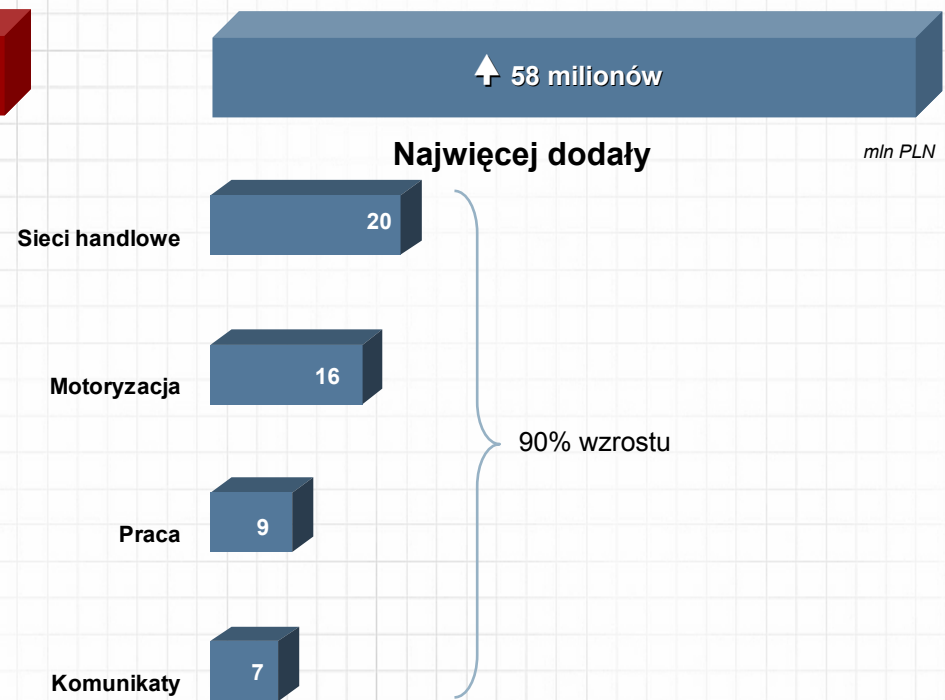 58 milionów
Najwięcej dodały
mln PLN
Sieci handlowe
20
Motoryzacja
16
90% wzrostu
Praca
9
Komunikaty
7